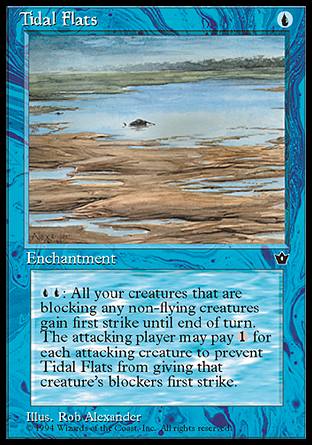 Tidal Flats
Enchantment
: All your creatures that are
blocking any non-flying creatures
gain first strike until end of turn.
The attacking player may pay 1 for
each attacking creature to prevent
Tidal Flats from giving that
creature's blockers first strike.
Illus. Rob Alexander
© 1994 Wizards of the Coast, Inc. All rights reserved.